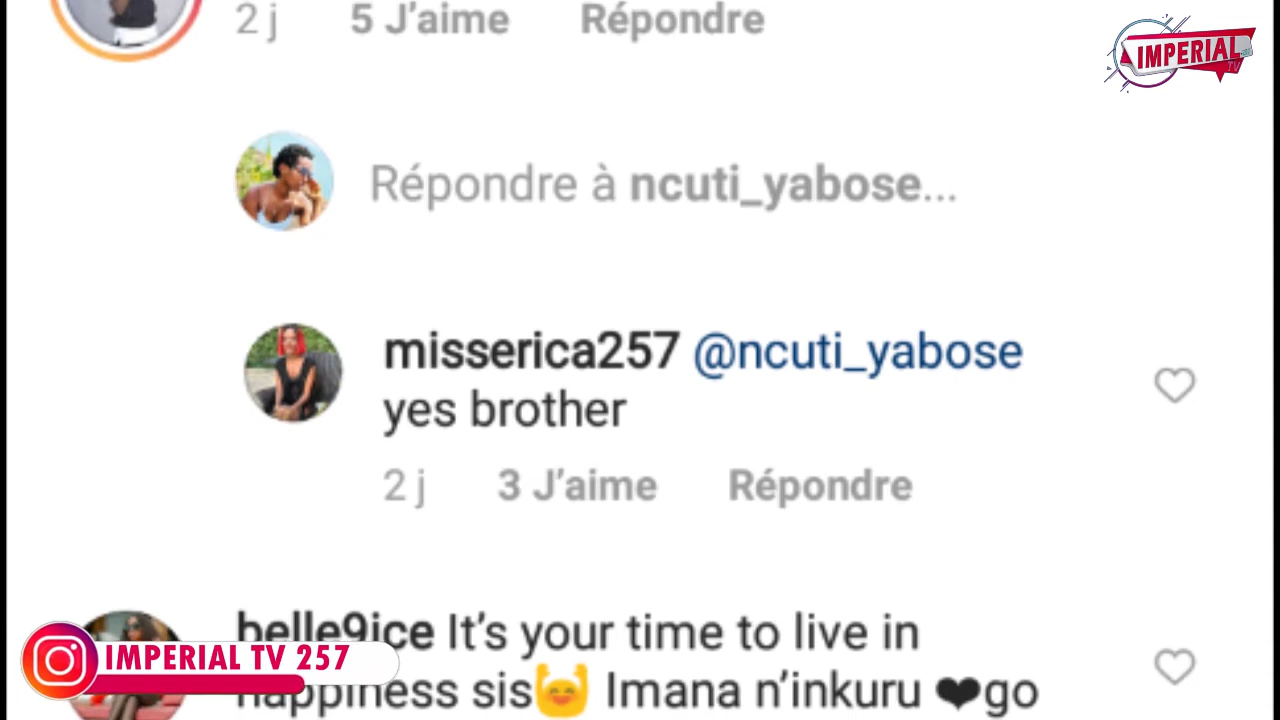 2 j 5 J’aime Répondre
IMPERIAL
TV
Répondre à ncuti_yabose...
misserica257 @ncuti_yabose
yes brother
2 j 3 J’aime Répondre
belle9ice It’s your time to live in
happiness sis🙌 Imana n’inkuru ❤go
IMPERIAL TV 257